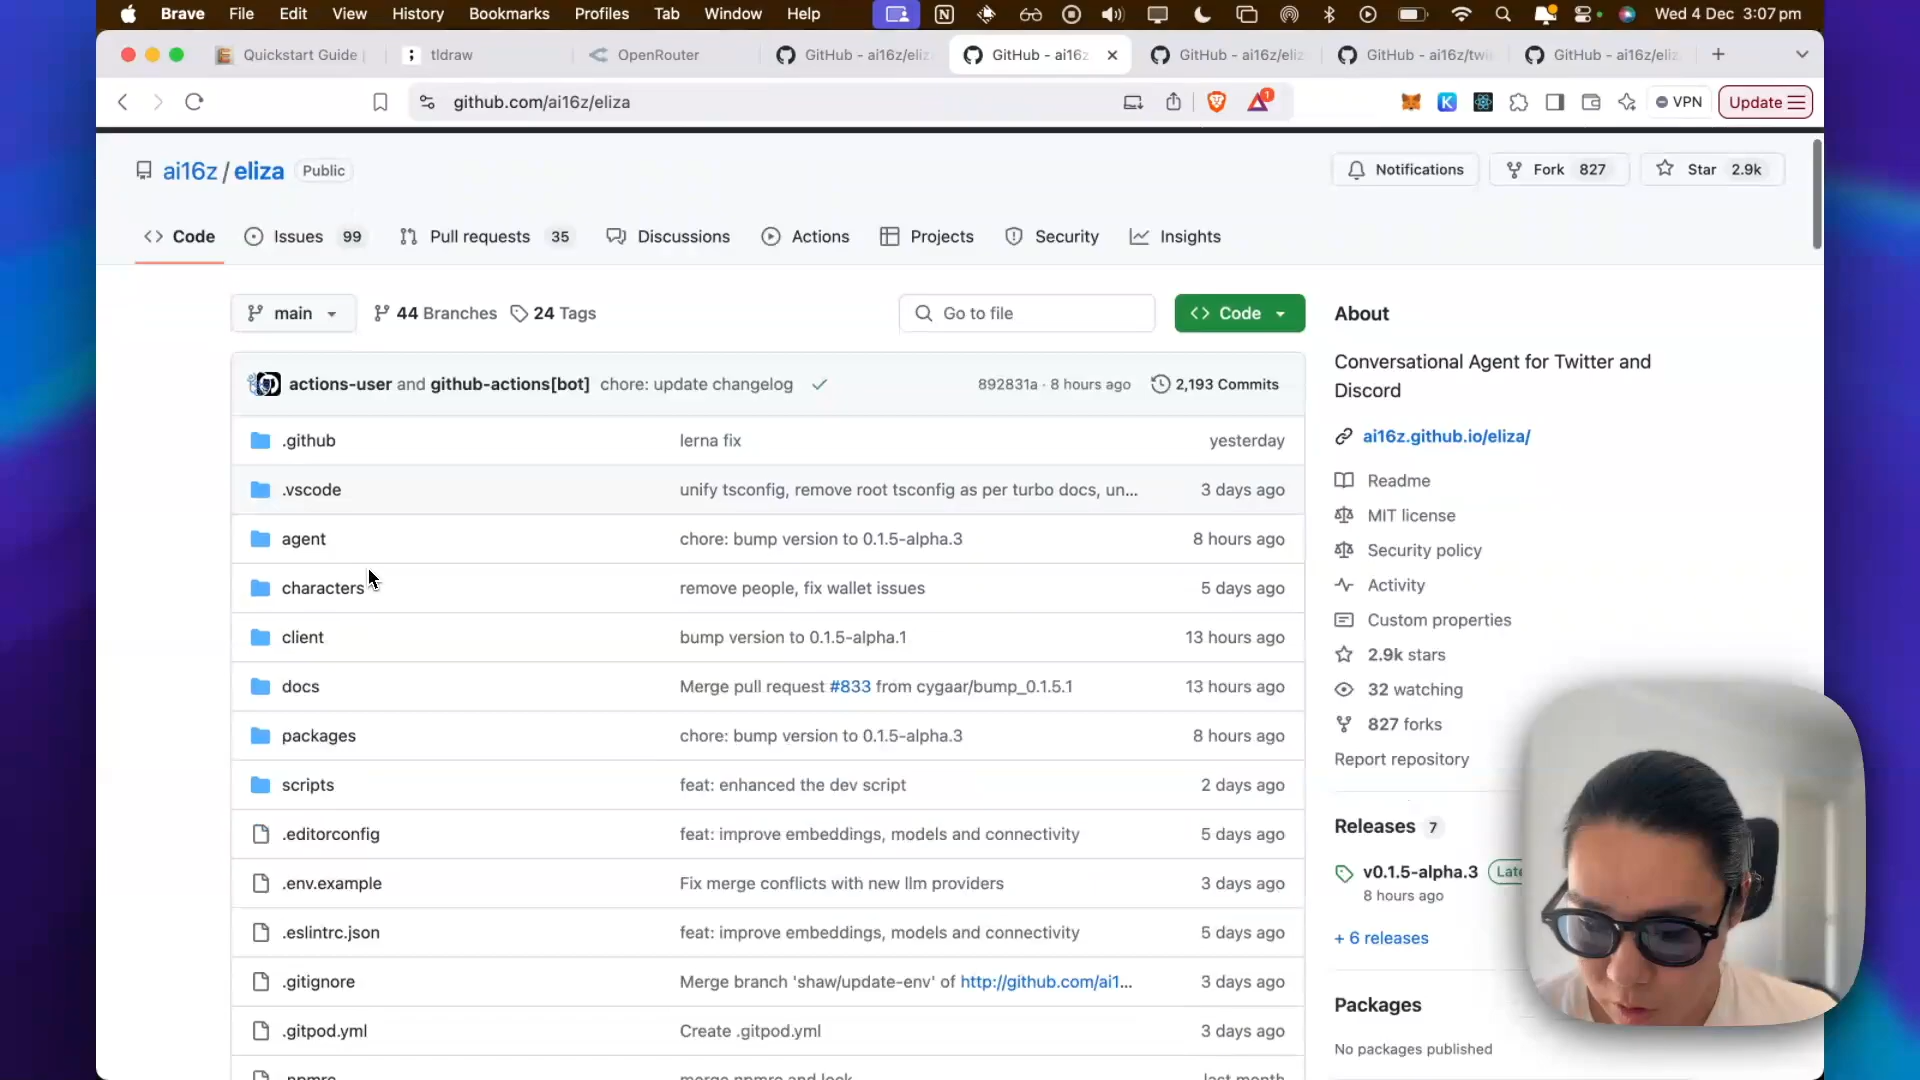 Brave File Edit View History Bookmarks Profiles Tab Window Help Wed 4 Dec 3:07 pm
Quickstart Guide tldraw OpenRouter GitHub - ai16z/eliz GitHub - ai16z GitHub - ai16z/eliz GitHub - ai16z/twi GitHub - ai16z/eliz
github.com/ai16z/eliza 1 VPN Update
ai16z / eliza Public Notifications Fork 827 Star 2.9k
Code Issues 99 Pull requests 35 Discussions Actions Projects Security Insights
main 44 Branches 24 Tags Go to file Code
About
Conversational Agent for Twitter and
Discord
ai16z.github.io/eliza/
Readme
MIT license
Security policy
Activity
Custom properties
2.9k stars
32 watching
827 forks
Report repository
Releases 7
v0.1.5-alpha.3
8 hours ago
+ 6 releases
Packages
No packages published
actions-user and github-actions[bot] chore: update changelog 892831a · 8 hours ago 2,193 Commits
.github lerna fix yesterday
.vscode unify tsconfig, remove root tsconfig as per turbo docs, un... 3 days ago
agent chore: bump version to 0.1.5-alpha.3 8 hours ago
characters remove people, fix wallet issues 5 days ago
client bump version to 0.1.5-alpha.1 13 hours ago
docs Merge pull request #833 from cygaar/bump_0.1.5.1 13 hours ago
packages chore: bump version to 0.1.5-alpha.3 8 hours ago
scripts feat: enhanced the dev script 2 days ago
.editorconfig feat: improve embeddings, models and connectivity 5 days ago
.env.example Fix merge conflicts with new llm providers 3 days ago
.eslintrc.json feat: improve embeddings, models and connectivity 5 days ago
.gitignore Merge branch 'shaw/update-env' of http://github.com/ai1... 3 days ago
.gitpod.yml Create .gitpod.yml 3 days ago